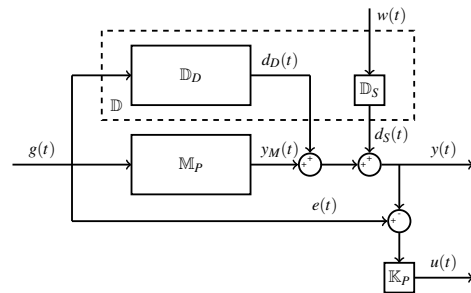 w(t)
𝔻_D
d_D(t)
𝔻_S
𝔻
d_S(t)
g(t)
𝕄_P
y_M(t)
+
+
+
+
y(t)
e(t)
-
+
𝕂_P
u(t)